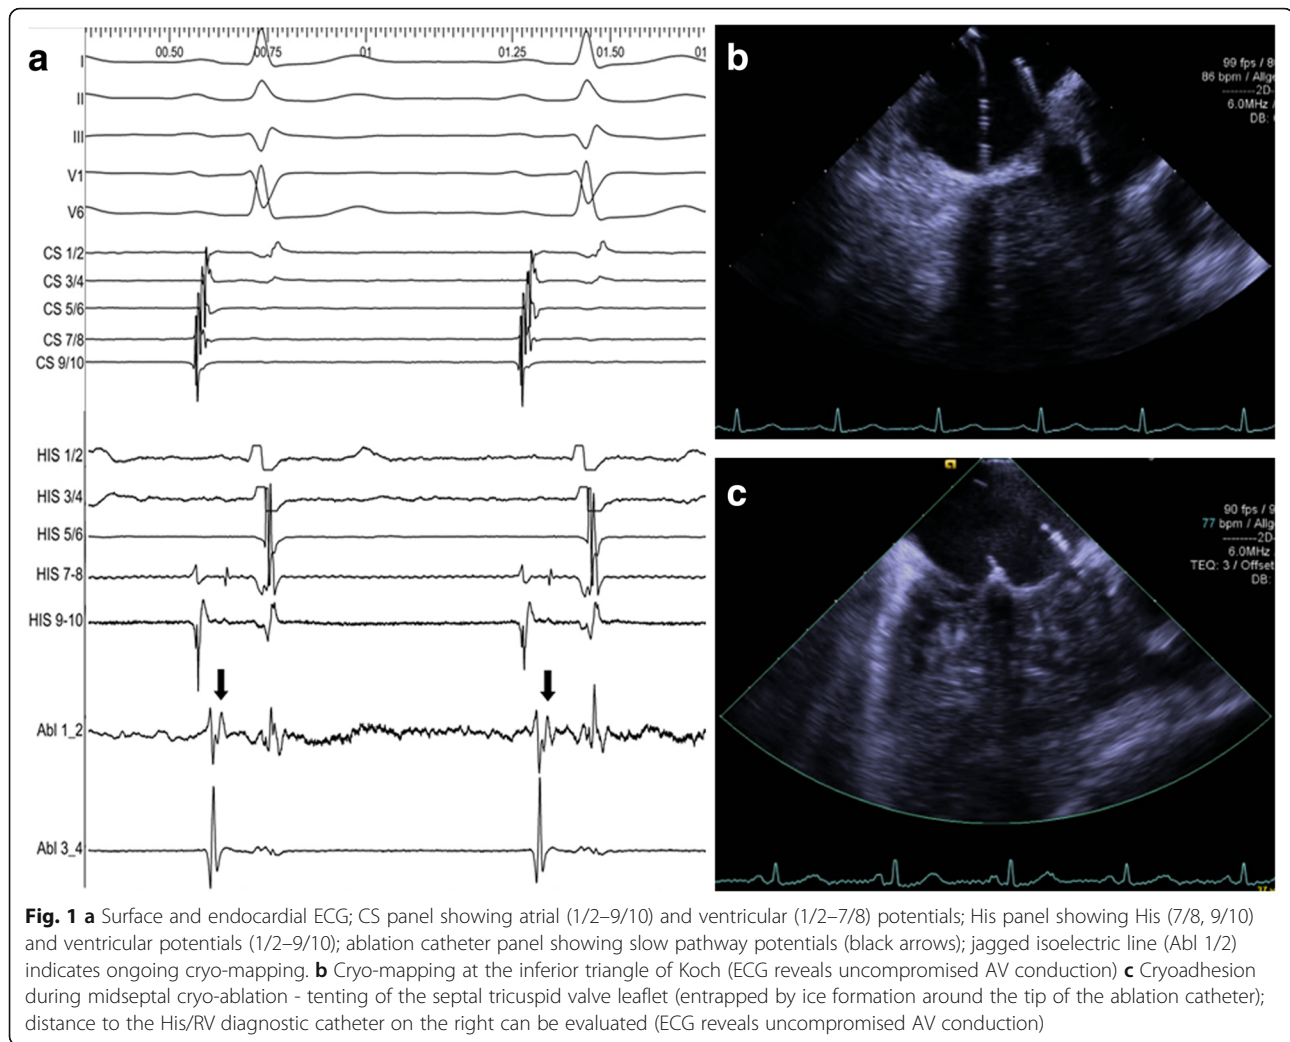 a
00.50 00.75 01 01.25 01.50 01
I
II
III
V1
V6
CS 1/2
CS 3/4
CS 5/6
CS 7/8
CS 9/10
HIS 1/2
HIS 3/4
HIS 5/6
HIS 7-8
HIS 9-10
Abl 1_2
Abl 3_4
b
99 fps / 8
86 bpm / Allge
--------2D-
6.0MHz /
DB:
c
90 fps / 9
77 bpm / Allg
--------2D-
6.0MHz
TEQ: 3 / Offset
DB:
Fig. 1 a Surface and endocardial ECG; CS panel showing atrial (1/2–9/10) and ventricular (1/2–7/8) potentials; His panel showing His (7/8, 9/10)
and ventricular potentials (1/2–9/10); ablation catheter panel showing slow pathway potentials (black arrows); jagged isoelectric line (Abl 1/2)
indicates ongoing cryo-mapping. b Cryo-mapping at the inferior triangle of Koch (ECG reveals uncompromised AV conduction) c Cryoadhesion
during midseptal cryo-ablation - tenting of the septal tricuspid valve leaflet (entrapped by ice formation around the tip of the ablation catheter);
distance to the His/RV diagnostic catheter on the right can be evaluated (ECG reveals uncompromised AV conduction)